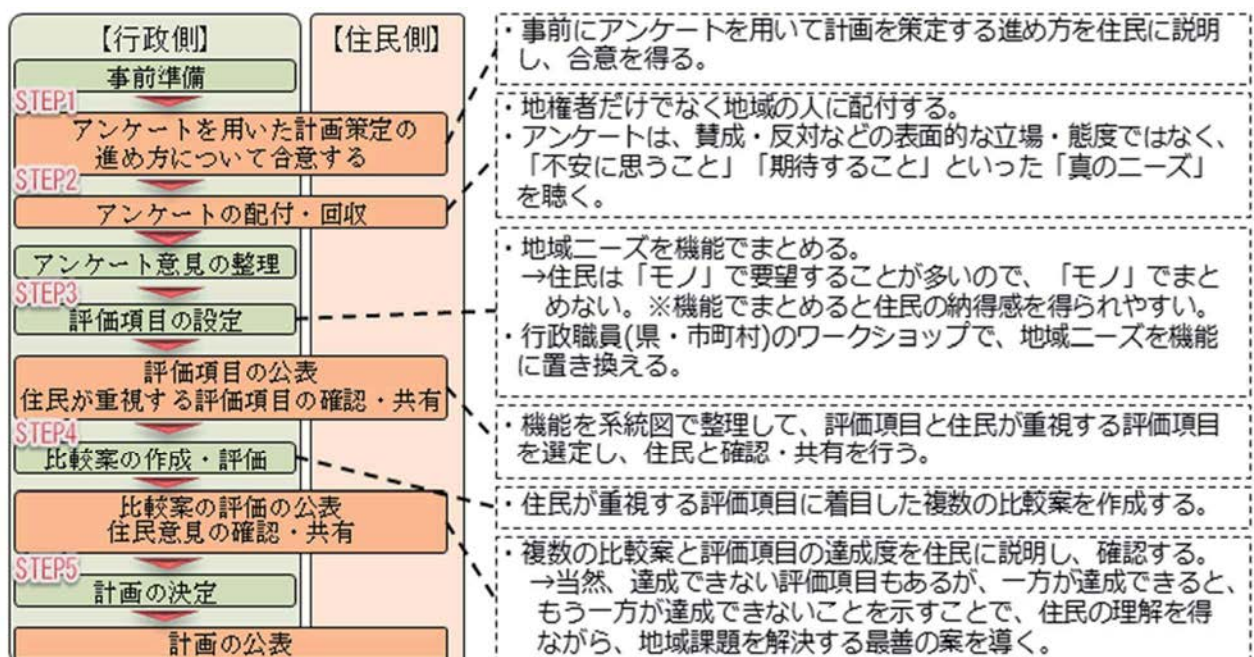 【行政側】
【住民側】
事前準備
STEP1
アンケートを用いた計画策定の
進め方について合意する
STEP2
アンケートの配付・回収
アンケート意見の整理
STEP3
評価項目の設定
評価項目の公表
住民が重視する評価項目の確認・共有
STEP4
比較案の作成・評価
比較案の評価の公表
住民意見の確認・共有
STEP5
計画の決定
計画の公表
・事前にアンケートを用いて計画を策定する進め方を住民に説明
し、合意を得る。
・地権者だけでなく地域の人に配付する。
・アンケートは、賛成・反対などの表面的な立場・態度ではなく、
「不安に思うこと」「期待すること」といった「真のニーズ」
を聴く。
・地域ニーズを機能でまとめる。
→住民は「モノ」で要望することが多いので、「モノ」でまと
めない。※機能でまとめると住民の納得感を得られやすい。
・行政職員(県・市町村)のワークショップで、地域ニーズを機能
に置き換える。
・機能を系統図で整理して、評価項目と住民が重視する評価項目
を選定し、住民と確認・共有を行う。
・住民が重視する評価項目に着目した複数の比較案を作成する。
・複数の比較案と評価項目の達成度を住民に説明し、確認する。
→当然、達成できない評価項目もあるが、一方が達成できると、
もう一方が達成できないことを示すことで、住民の理解を得
ながら、地域課題を解決する最善の案を導く。